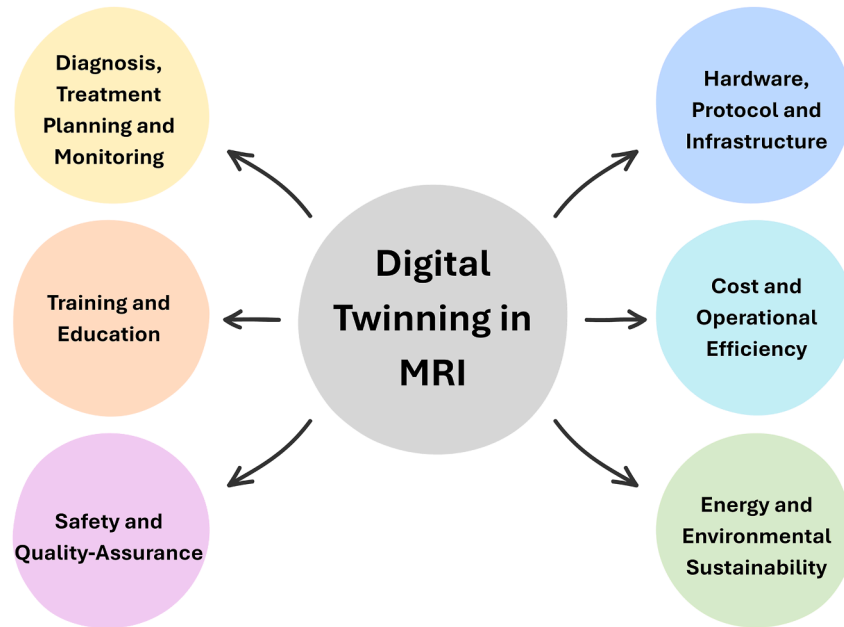 Diagnosis,
Treatment
Planning and
Monitoring
Training and
Education
Safety and
Quality-Assurance
Digital
Twinning in
MRI
Hardware,
Protocol and
Infrastructure
Cost and
Operational
Efficiency
Energy and
Environmental
Sustainability